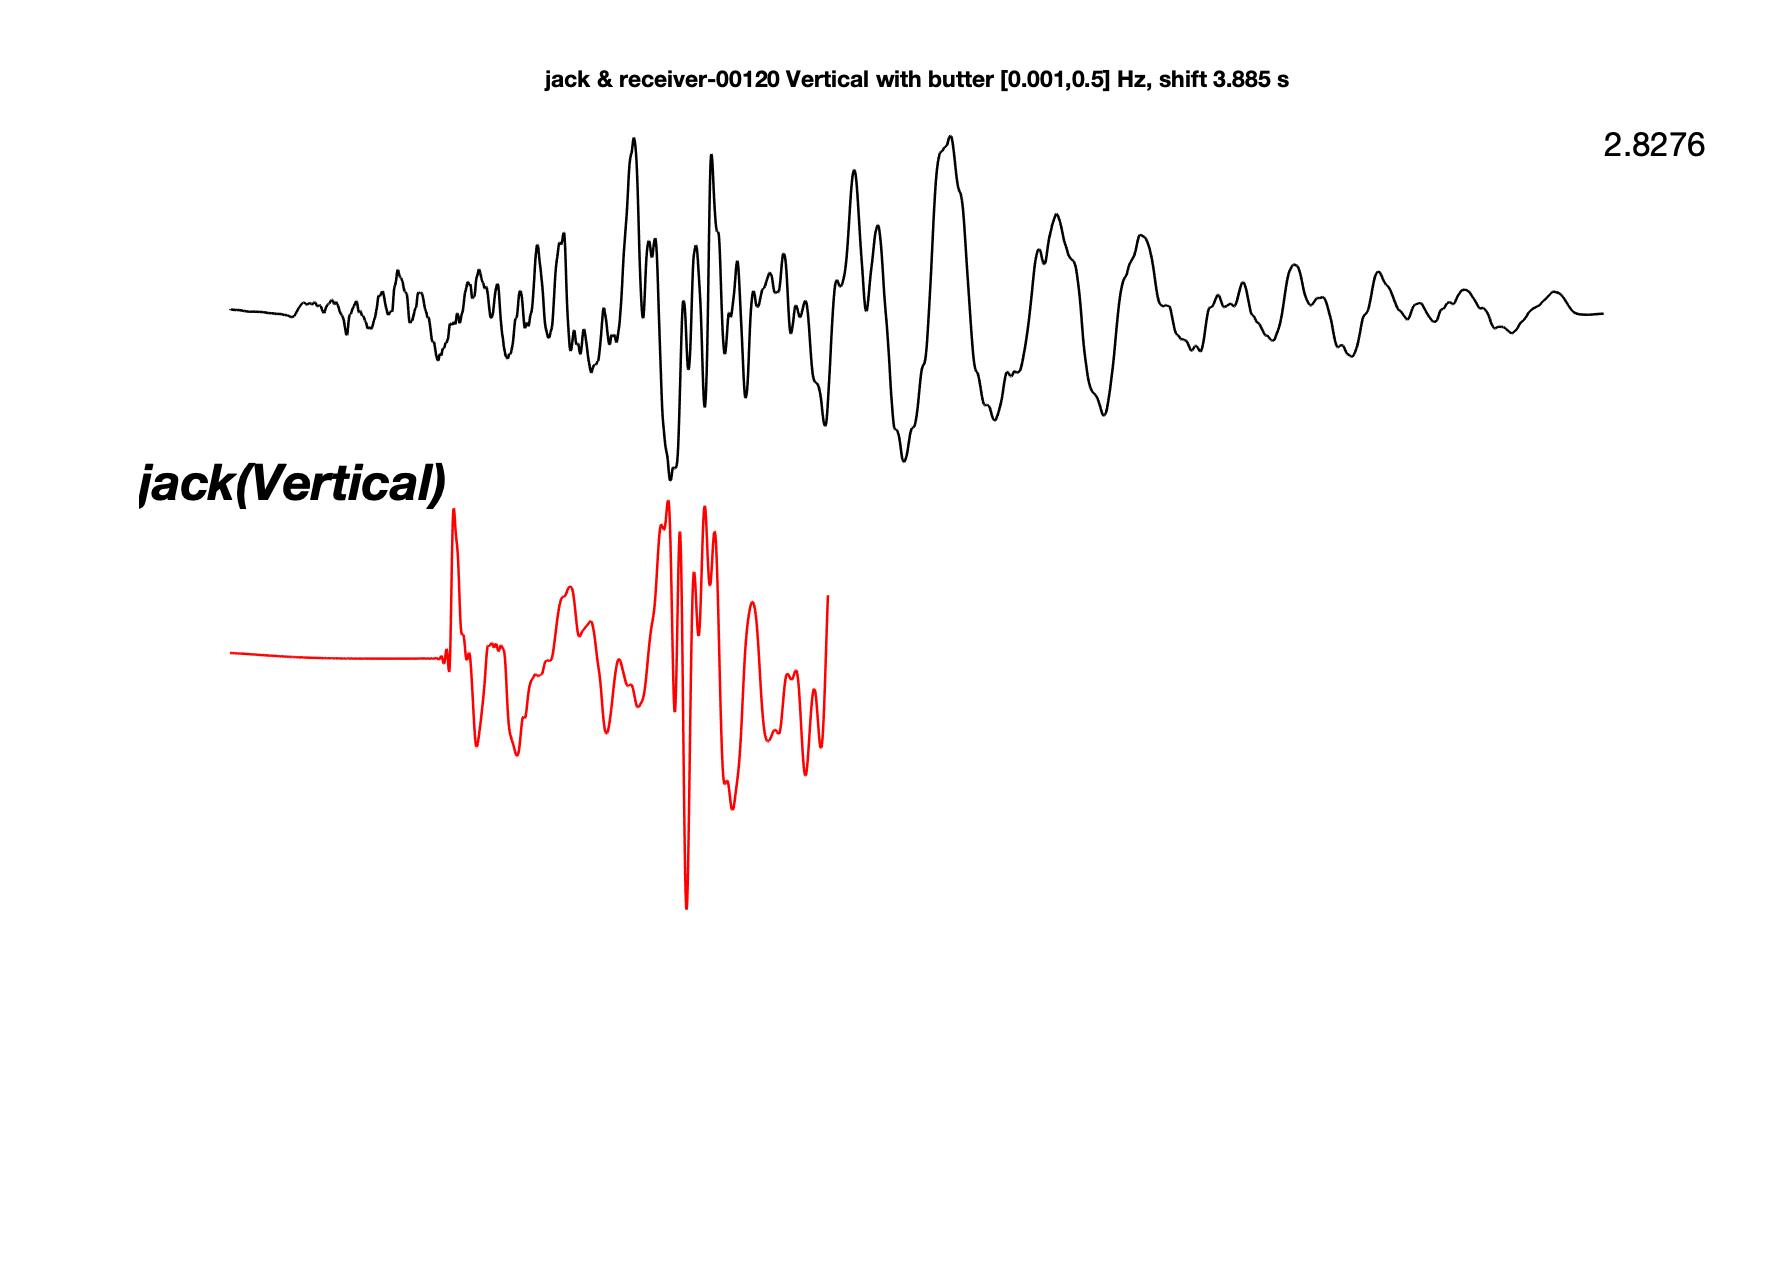 jack & receiver-00120 Vertical with butter [0.001,0.5] Hz, shift 3.885 s
2.8276
jack(Vertical)